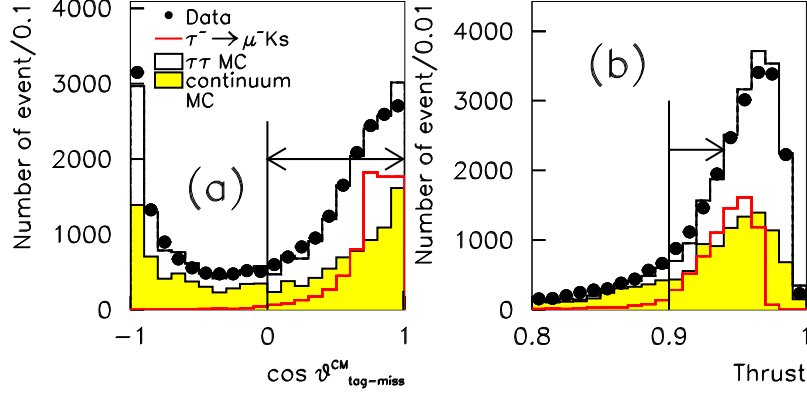 Number of event/0.1
4000
3000
2000
1000
0
-1
0
1
cos ϑ^CM_tag-miss
Data
τ⁻ → μ⁻Ks
ττ MC
continuum
MC
(a)
Number of event/0.01
4000
3000
2000
1000
0
0.8
0.9
1
Thrust
(b)